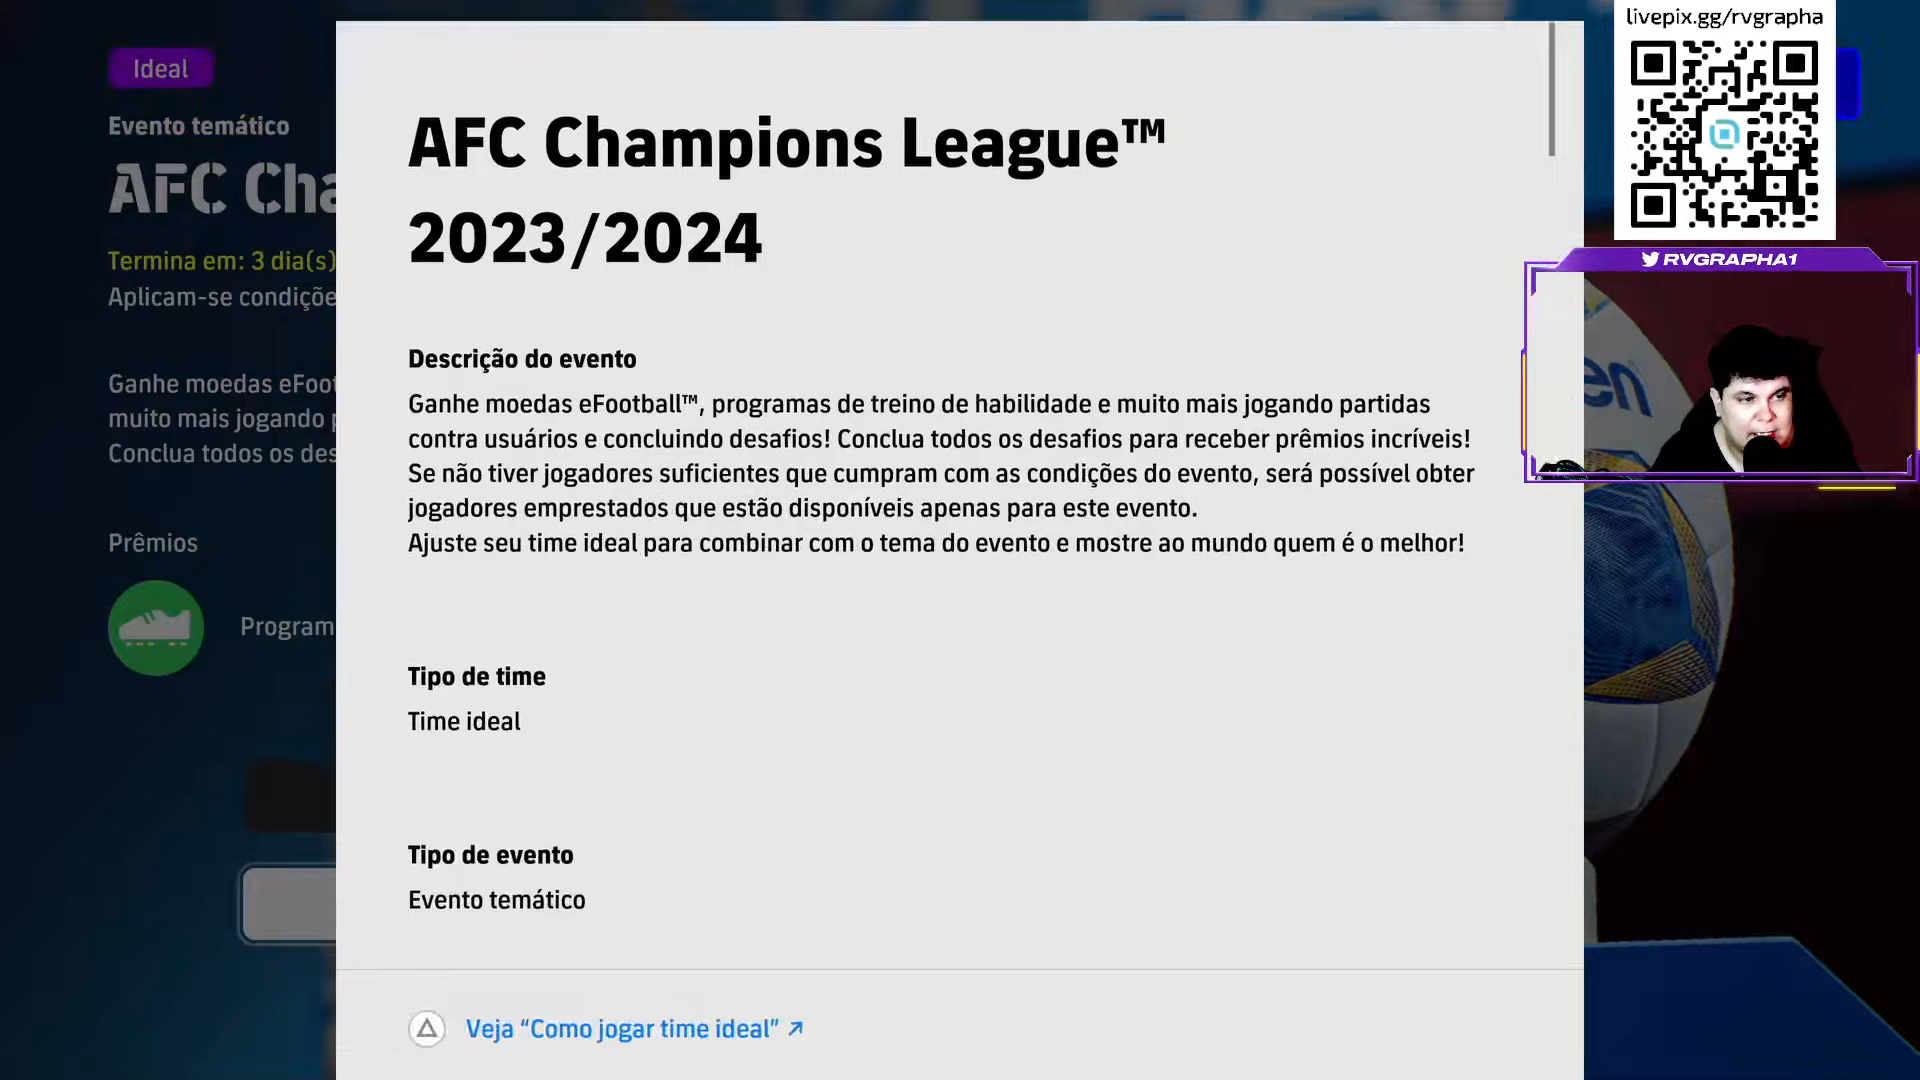 livepix.gg/rvgrapha
Ideal
Evento temático
AFC Cha
Termina em: 3 dia(s)
Aplicam-se condiçõe
Ganhe moedas eFoot
muito mais jogando p
Conclua todos os des
Prêmios
Program
AFC Champions League™
2023/2024
Descrição do evento
Ganhe moedas eFootball™, programas de treino de habilidade e muito mais jogando partidas
contra usuários e concluindo desafios! Conclua todos os desafios para receber prêmios incríveis!
Se não tiver jogadores suficientes que cumpram com as condições do evento, será possível obter
jogadores emprestados que estão disponíveis apenas para este evento.
Ajuste seu time ideal para combinar com o tema do evento e mostre ao mundo quem é o melhor!
Tipo de time
Time ideal
Tipo de evento
Evento temático
Veja “Como jogar time ideal” ↗
RVGRAPHA1
en